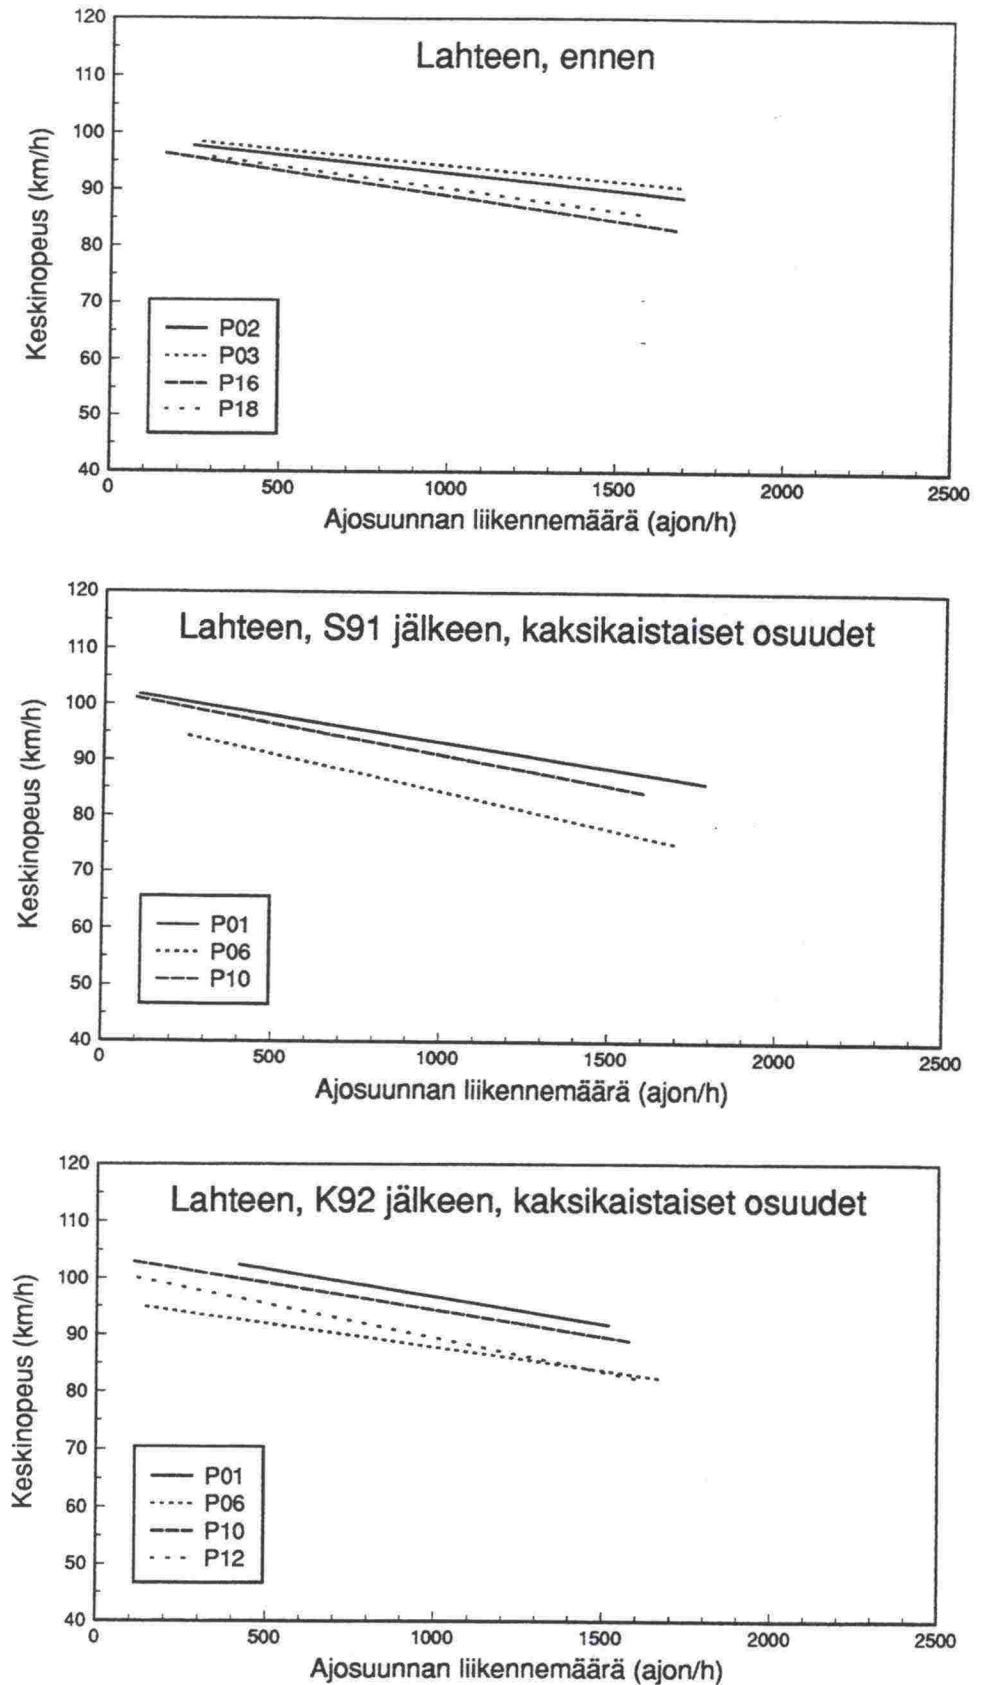 Lahteen, ennen
Keskinopeus (km/h)
120
110
100
90
80
70
60
50
40
P02
P03
P16
P18
0 500 1000 1500 2000 2500
Ajosuunnan liikennemäärä (ajon/h)
Lahteen, S91 jälkeen, kaksikaistaiset osuudet
Keskinopeus (km/h)
120
110
100
90
80
70
60
50
40
P01
P06
P10
0 500 1000 1500 2000 2500
Ajosuunnan liikennemäärä (ajon/h)
Lahteen, K92 jälkeen, kaksikaistaiset osuudet
Keskinopeus (km/h)
120
110
100
90
80
70
60
50
40
P01
P06
P10
P12
0 500 1000 1500 2000 2500
Ajosuunnan liikennemäärä (ajon/h)